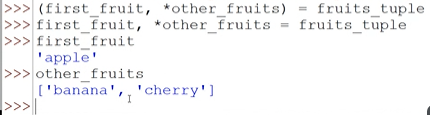 >>> (first_fruit, *other_fruits) = fruits_tuple
>>> first_fruit, *other_fruits = fruits_tuple
>>> first_fruit
'apple'
>>> other_fruits
['banana', 'cherry']
>>>